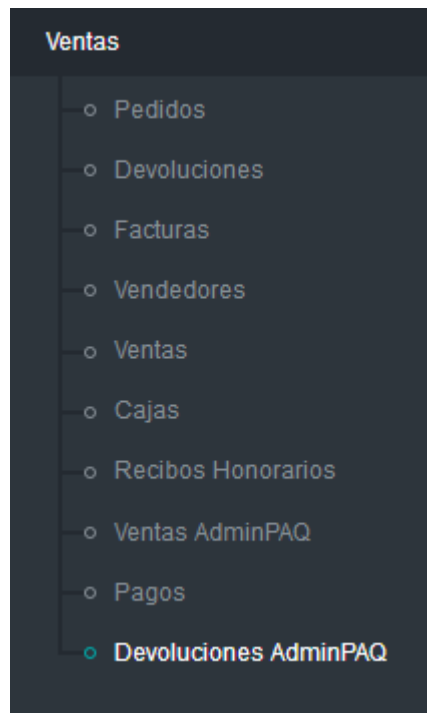 Ventas
Pedidos
Devoluciones
Facturas
Vendedores
Ventas
Cajas
Recibos Honorarios
Ventas AdminPAQ
Pagos
Devoluciones AdminPAQ